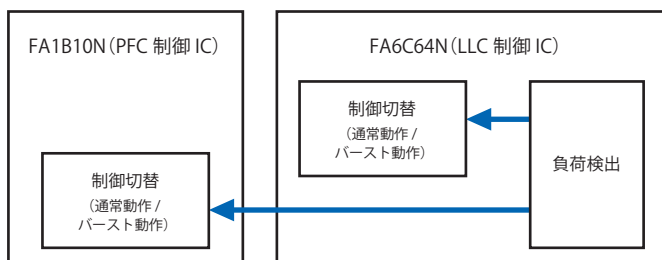 FA1B10N（PFC 制御 IC）
FA6C64N（LLC 制御 IC）
制御切替
（通常動作 /
バースト動作）
負荷検出
制御切替
（通常動作 /
バースト動作）